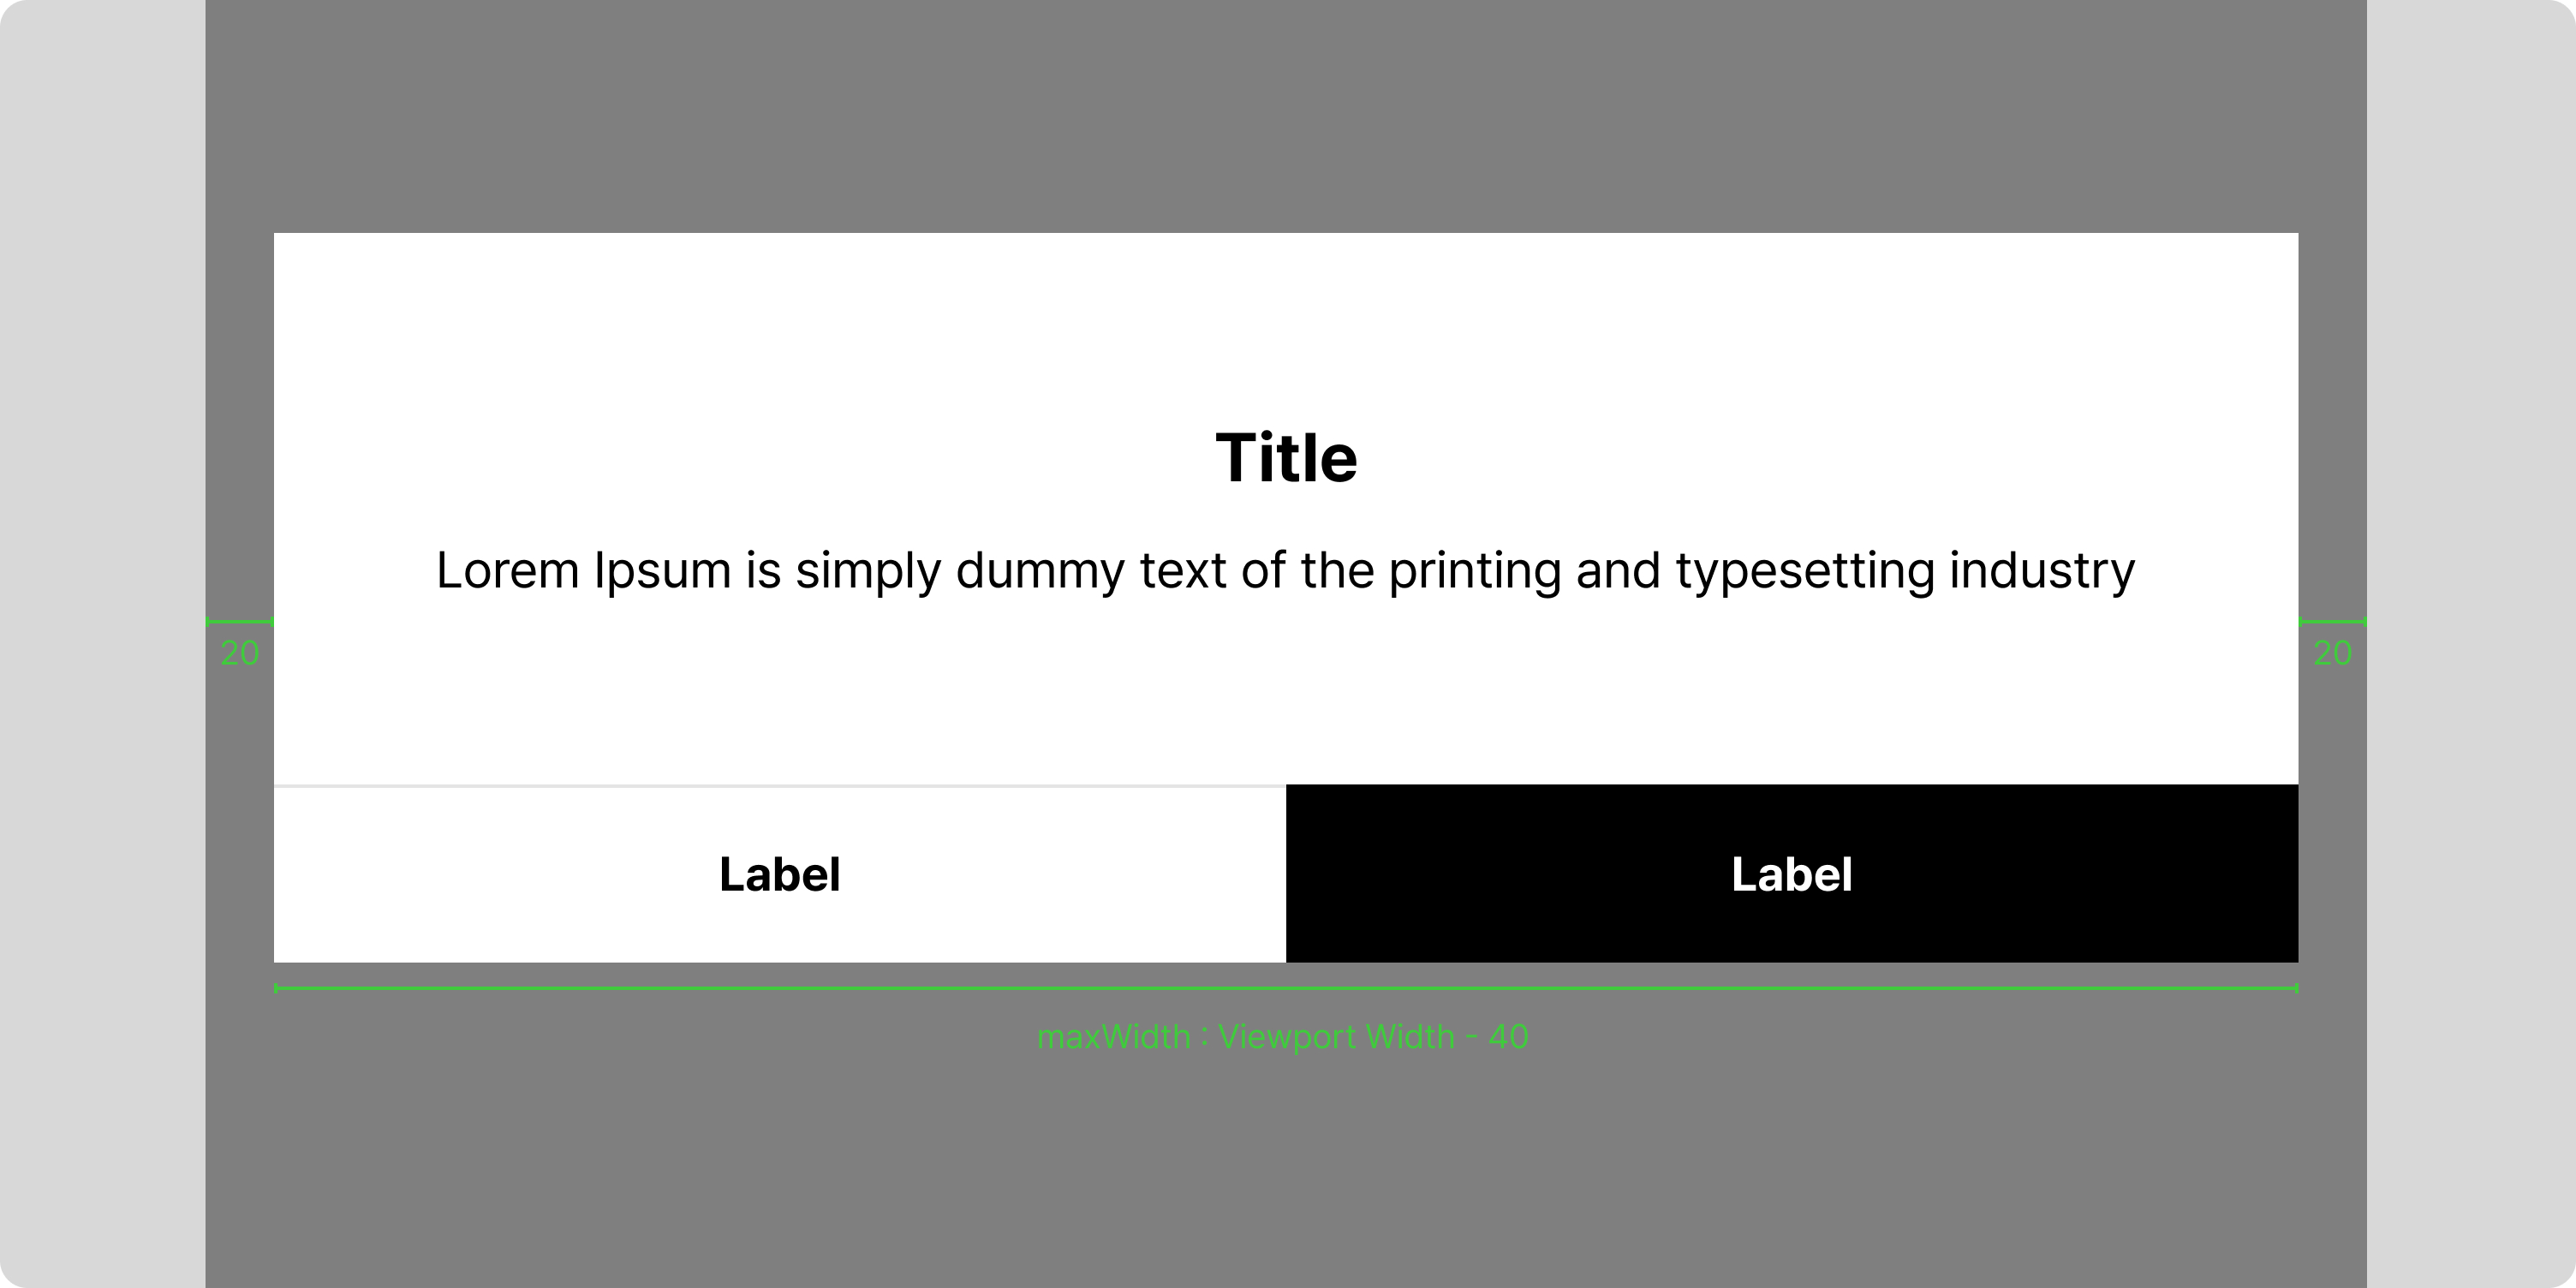 Title
Lorem Ipsum is simply dummy text of the printing and typesetting industry
20
20
Label
Label
maxWidth : Viewport Width - 40